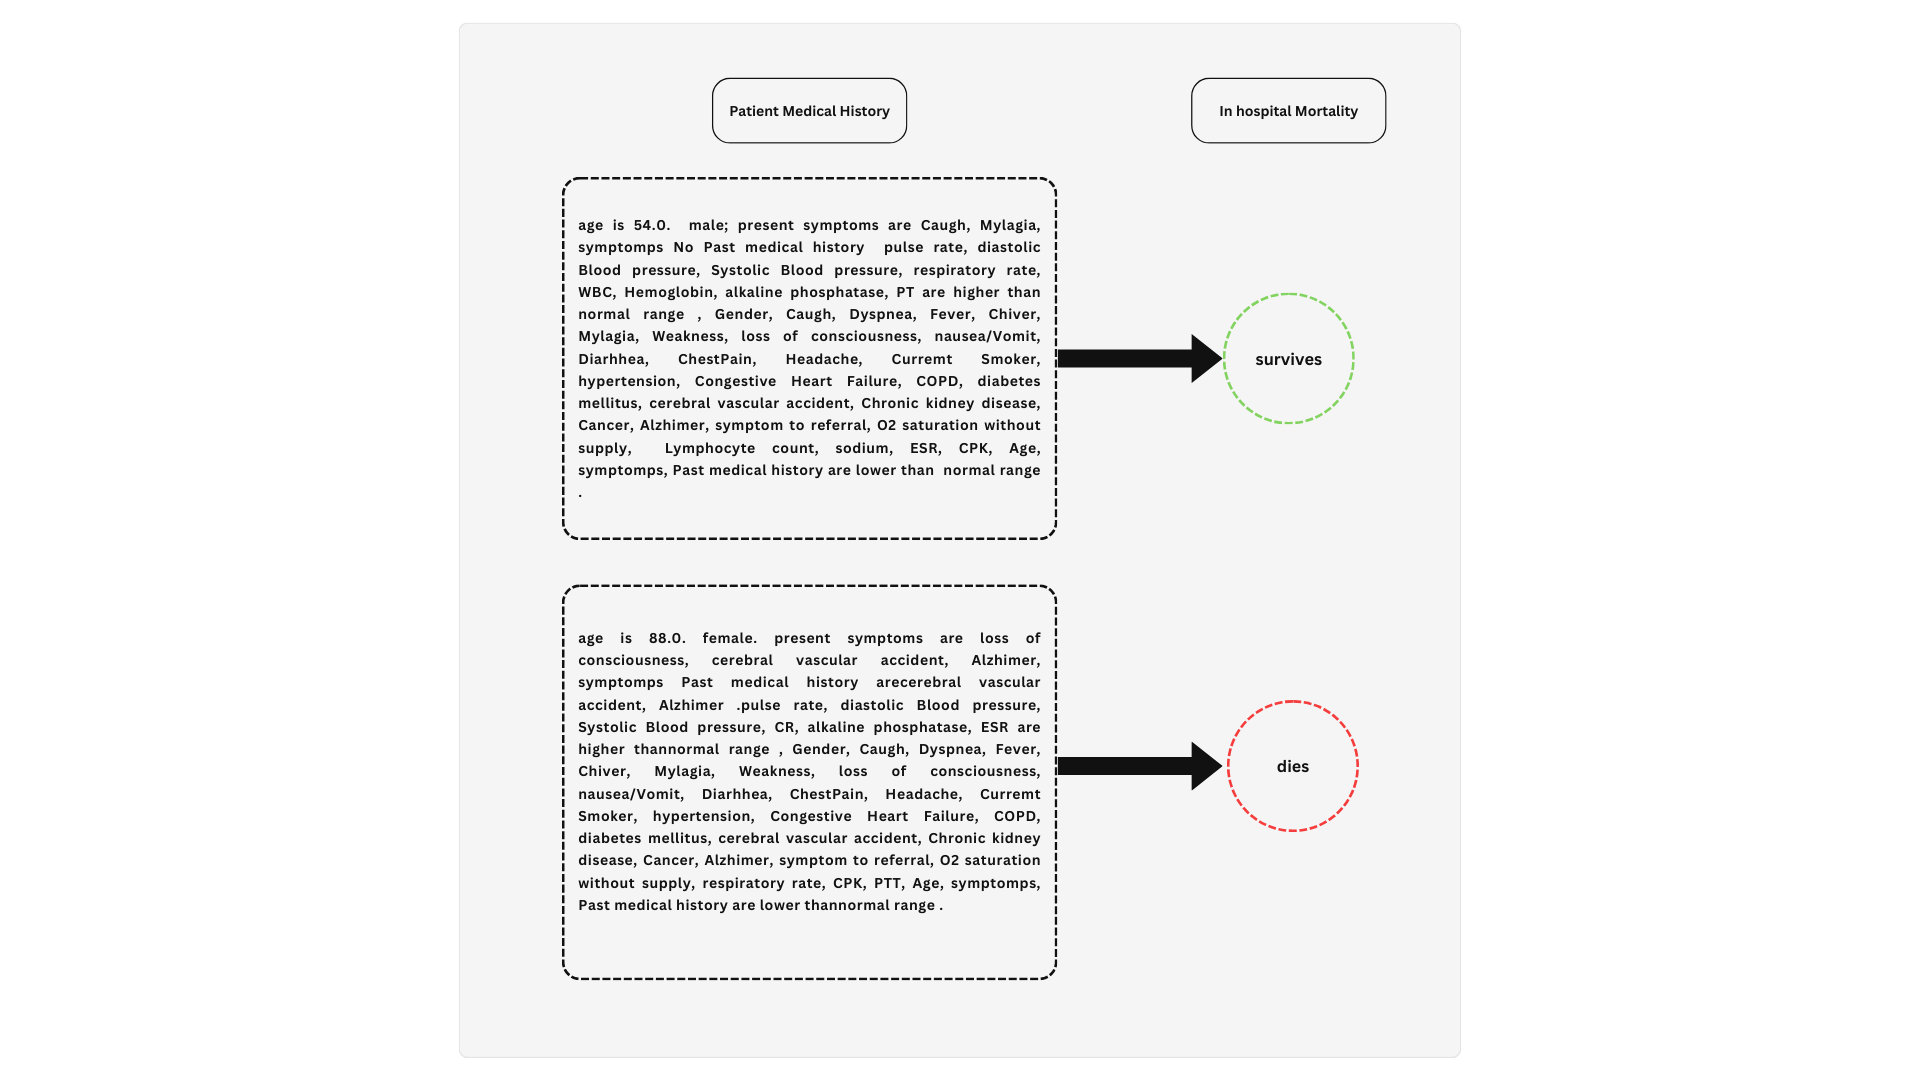 Patient Medical History
In hospital Mortality
age is 54.0. male; present symptoms are Caugh, Mylagia,
symptomps No Past medical history pulse rate, diastolic
Blood pressure, Systolic Blood pressure, respiratory rate,
WBC, Hemoglobin, alkaline phosphatase, PT are higher than
normal range , Gender, Caugh, Dyspnea, Fever, Chiver,
Mylagia, Weakness, loss of consciousness, nausea/Vomit,
Diarhhea, ChestPain, Headache, Curremt Smoker,
hypertension, Congestive Heart Failure, COPD, diabetes
mellitus, cerebral vascular accident, Chronic kidney disease,
Cancer, Alzhimer, symptom to referral, O2 saturation without
supply, Lymphocyte count, sodium, ESR, CPK, Age,
symptomps, Past medical history are lower than normal range
.
survives
age is 88.0. female. present symptoms are loss of
consciousness, cerebral vascular accident, Alzhimer,
symptomps Past medical history arecerebral vascular
accident, Alzhimer .pulse rate, diastolic Blood pressure,
Systolic Blood pressure, CR, alkaline phosphatase, ESR are
higher thannormal range , Gender, Caugh, Dyspnea, Fever,
Chiver, Mylagia, Weakness, loss of consciousness,
nausea/Vomit, Diarhhea, ChestPain, Headache, Curremt
Smoker, hypertension, Congestive Heart Failure, COPD,
diabetes mellitus, cerebral vascular accident, Chronic kidney
disease, Cancer, Alzhimer, symptom to referral, O2 saturation
without supply, respiratory rate, CPK, PTT, Age, symptomps,
Past medical history are lower thannormal range .
dies